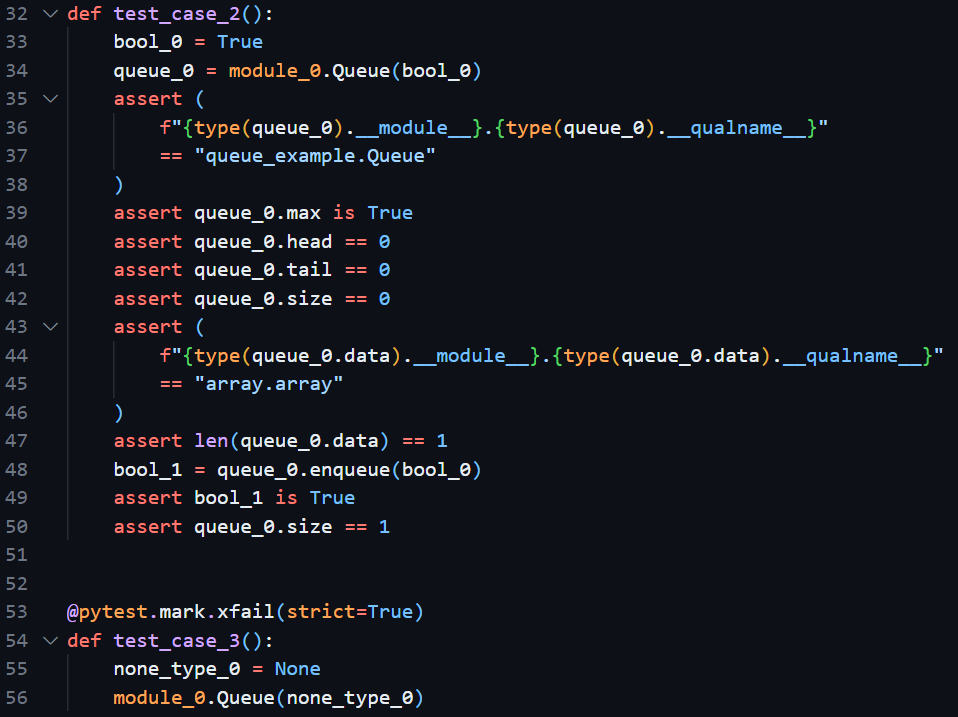 32 def test_case_2():
33     bool_0 = True
34     queue_0 = module_0.Queue(bool_0)
35     assert (
36         f"{type(queue_0).__module__}.{type(queue_0).__qualname__}"
37         == "queue_example.Queue"
38     )
39     assert queue_0.max is True
40     assert queue_0.head == 0
41     assert queue_0.tail == 0
42     assert queue_0.size == 0
43     assert (
44         f"{type(queue_0.data).__module__}.{type(queue_0.data).__qualname__}"
45         == "array.array"
46     )
47     assert len(queue_0.data) == 1
48     bool_1 = queue_0.enqueue(bool_0)
49     assert bool_1 is True
50     assert queue_0.size == 1
51
52
53 @pytest.mark.xfail(strict=True)
54 def test_case_3():
55     none_type_0 = None
56     module_0.Queue(none_type_0)